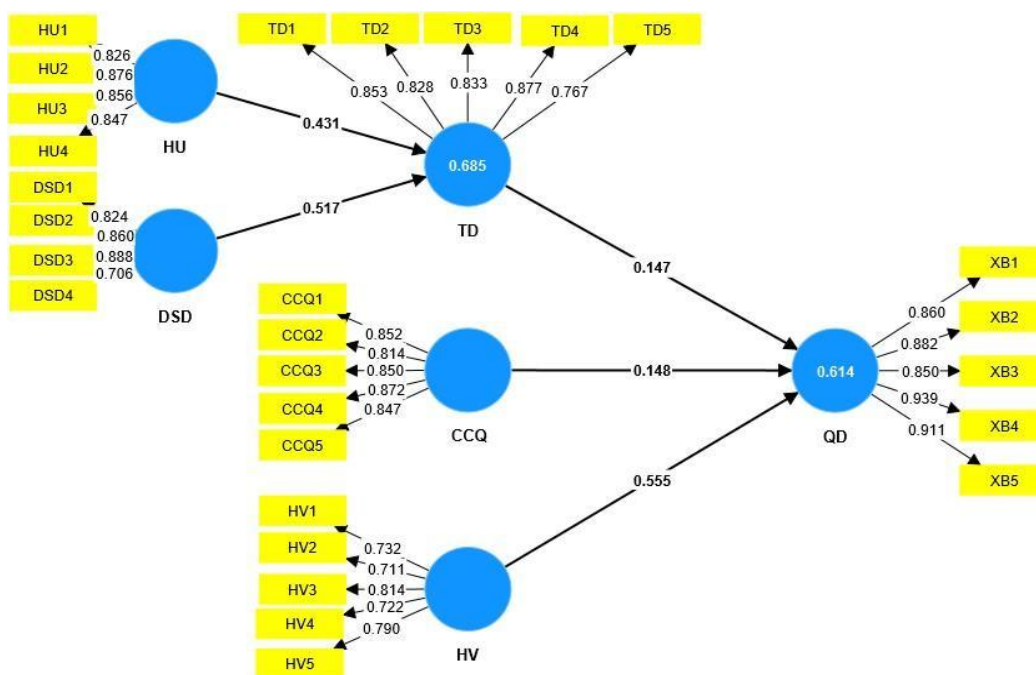 HU1
HU2
HU3
HU4
0.826
0.876
0.856
0.847
HU
DSD1
DSD2
DSD3
DSD4
0.824
0.860
0.888
0.706
DSD
TD1
TD2
TD3
TD4
TD5
0.853
0.828
0.833
0.877
0.767
0.431
0.517
0.685
TD
CCQ1
CCQ2
CCQ3
CCQ4
CCQ5
0.852
0.814
0.850
0.872
0.847
CCQ
HV1
HV2
HV3
HV4
HV5
0.732
0.711
0.814
0.722
0.790
HV
0.147
0.148
0.555
0.614
QD
0.860
0.882
0.850
0.939
0.911
XB1
XB2
XB3
XB4
XB5